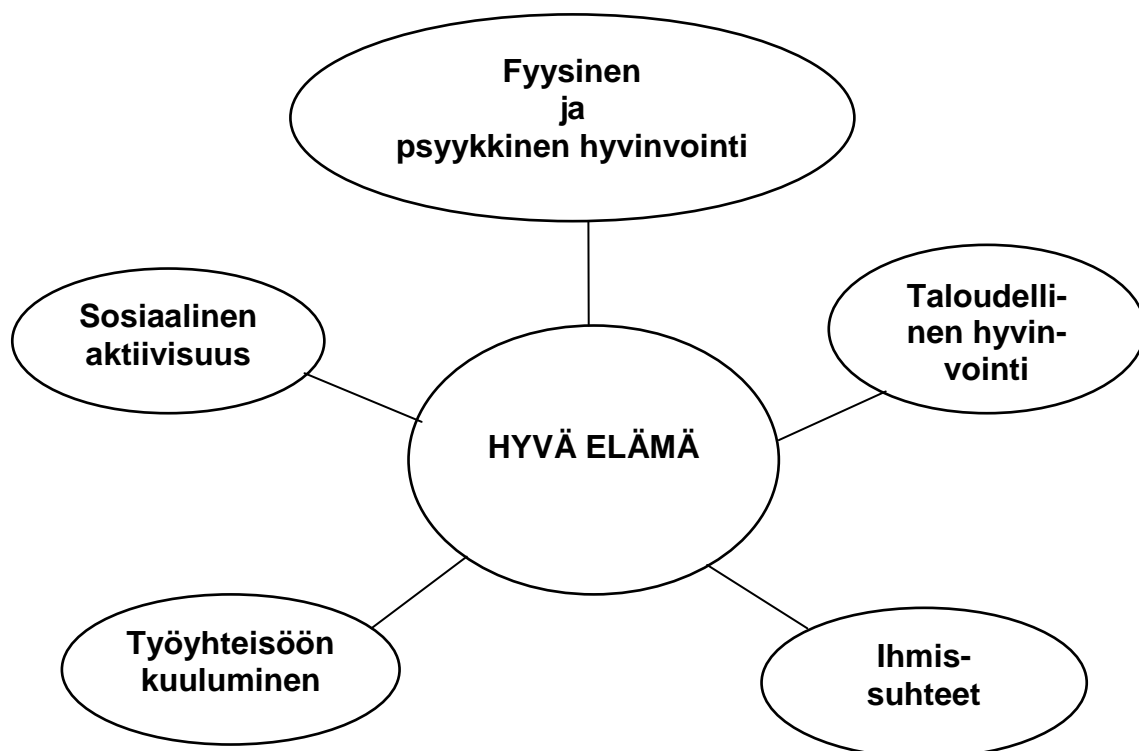 Fyysinen
ja
psyykkinen hyvinvointi
Sosiaalinen
aktiivisuus
Taloudelli-
nen hyvin-
vointi
HYVÄ ELÄMÄ
Työyhteisöön
kuuluminen
Ihmis-
suhteet